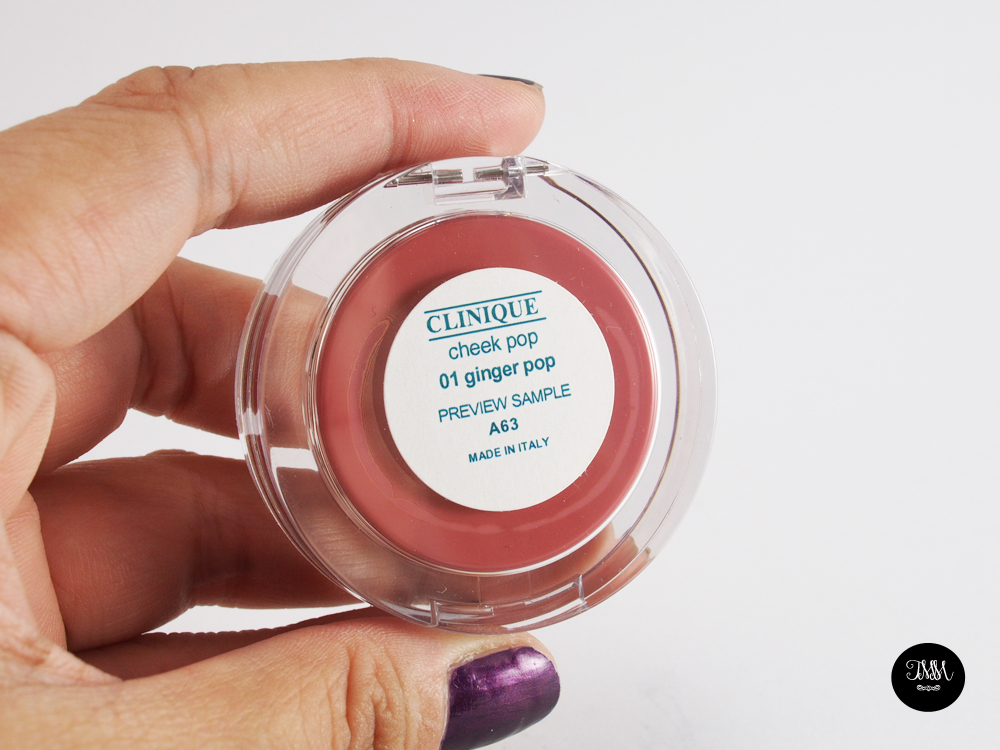 CLINIQUE
cheek pop
01 ginger pop
PREVIEW SAMPLE
A63
MADE IN ITALY